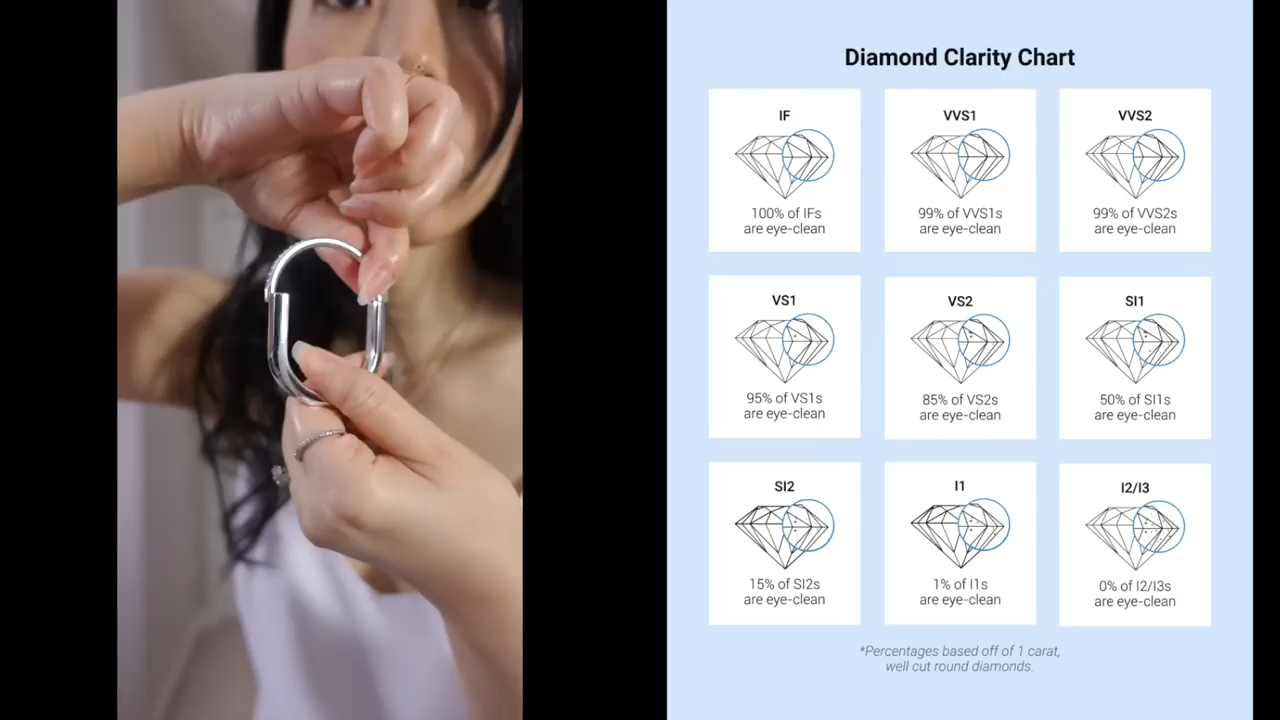 Diamond Clarity Chart
IF
100% of IFs
are eye-clean
VVS1
99% of VVS1s
are eye-clean
VVS2
99% of VVS2s
are eye-clean
VS1
95% of VS1s
are eye-clean
VS2
85% of VS2s
are eye-clean
SI1
50% of SI1s
are eye-clean
SI2
15% of SI2s
are eye-clean
I1
1% of I1s
are eye-clean
I2/I3
0% of I2/I3s
are eye-clean
*Percentages based off of 1 carat,
well cut round diamonds.